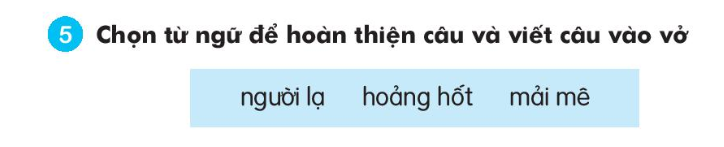 5 Chọn từ ngữ để hoàn thiện câu và viết câu vào vở
người lạ hoảng hốt mải mê